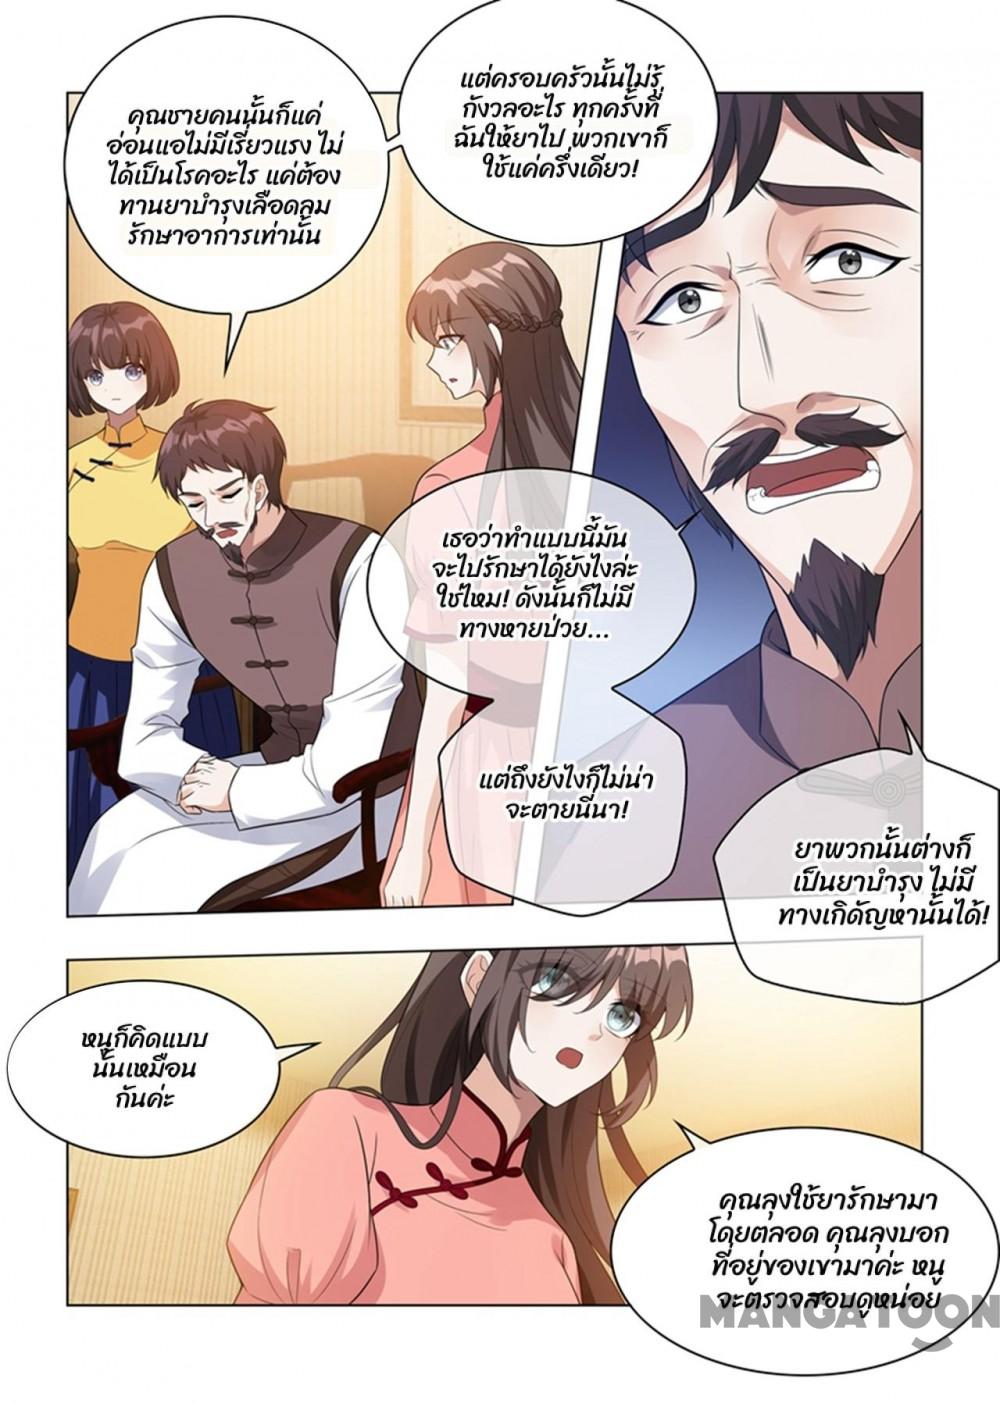 คุณชายคนนั้นก็แค่
อ่อนแอไม่มีเรี่ยวแรง ไม่
ได้เป็นโรคอะไร แค่ต้อง
ทานยาบำรุงเลือดลม
รักษาอาการเท่านั้น
แต่ครอบครัวนั้นไม่รู้
กังวลอะไร ทุกครั้งที่
ฉันให้ยาไป พวกเขาก็
ใช้แค่ครึ่งเดียว!
เธอว่าทำแบบนี้มัน
จะไปรักษาได้ยังไงล่ะ
ใช่ไหม! ดังนั้นก็ไม่มี
ทางหายป่วย...
แต่ถึงยังไงก็ไม่น่า
จะตายนี่นา!
ยาพวกนั้นต่างก็
เป็นยาบำรุง ไม่มี
ทางเกิดัญหานั้นได้!
หนูก็คิดแบบ
นั้นเหมือน
กันค่ะ
คุณลุงใช้ยารักษามา
โดยตลอด คุณลุงบอก
ที่อยู่ของเขามาค่ะ หนู
จะตรวจสอบดูหน่อย
MANGATOON